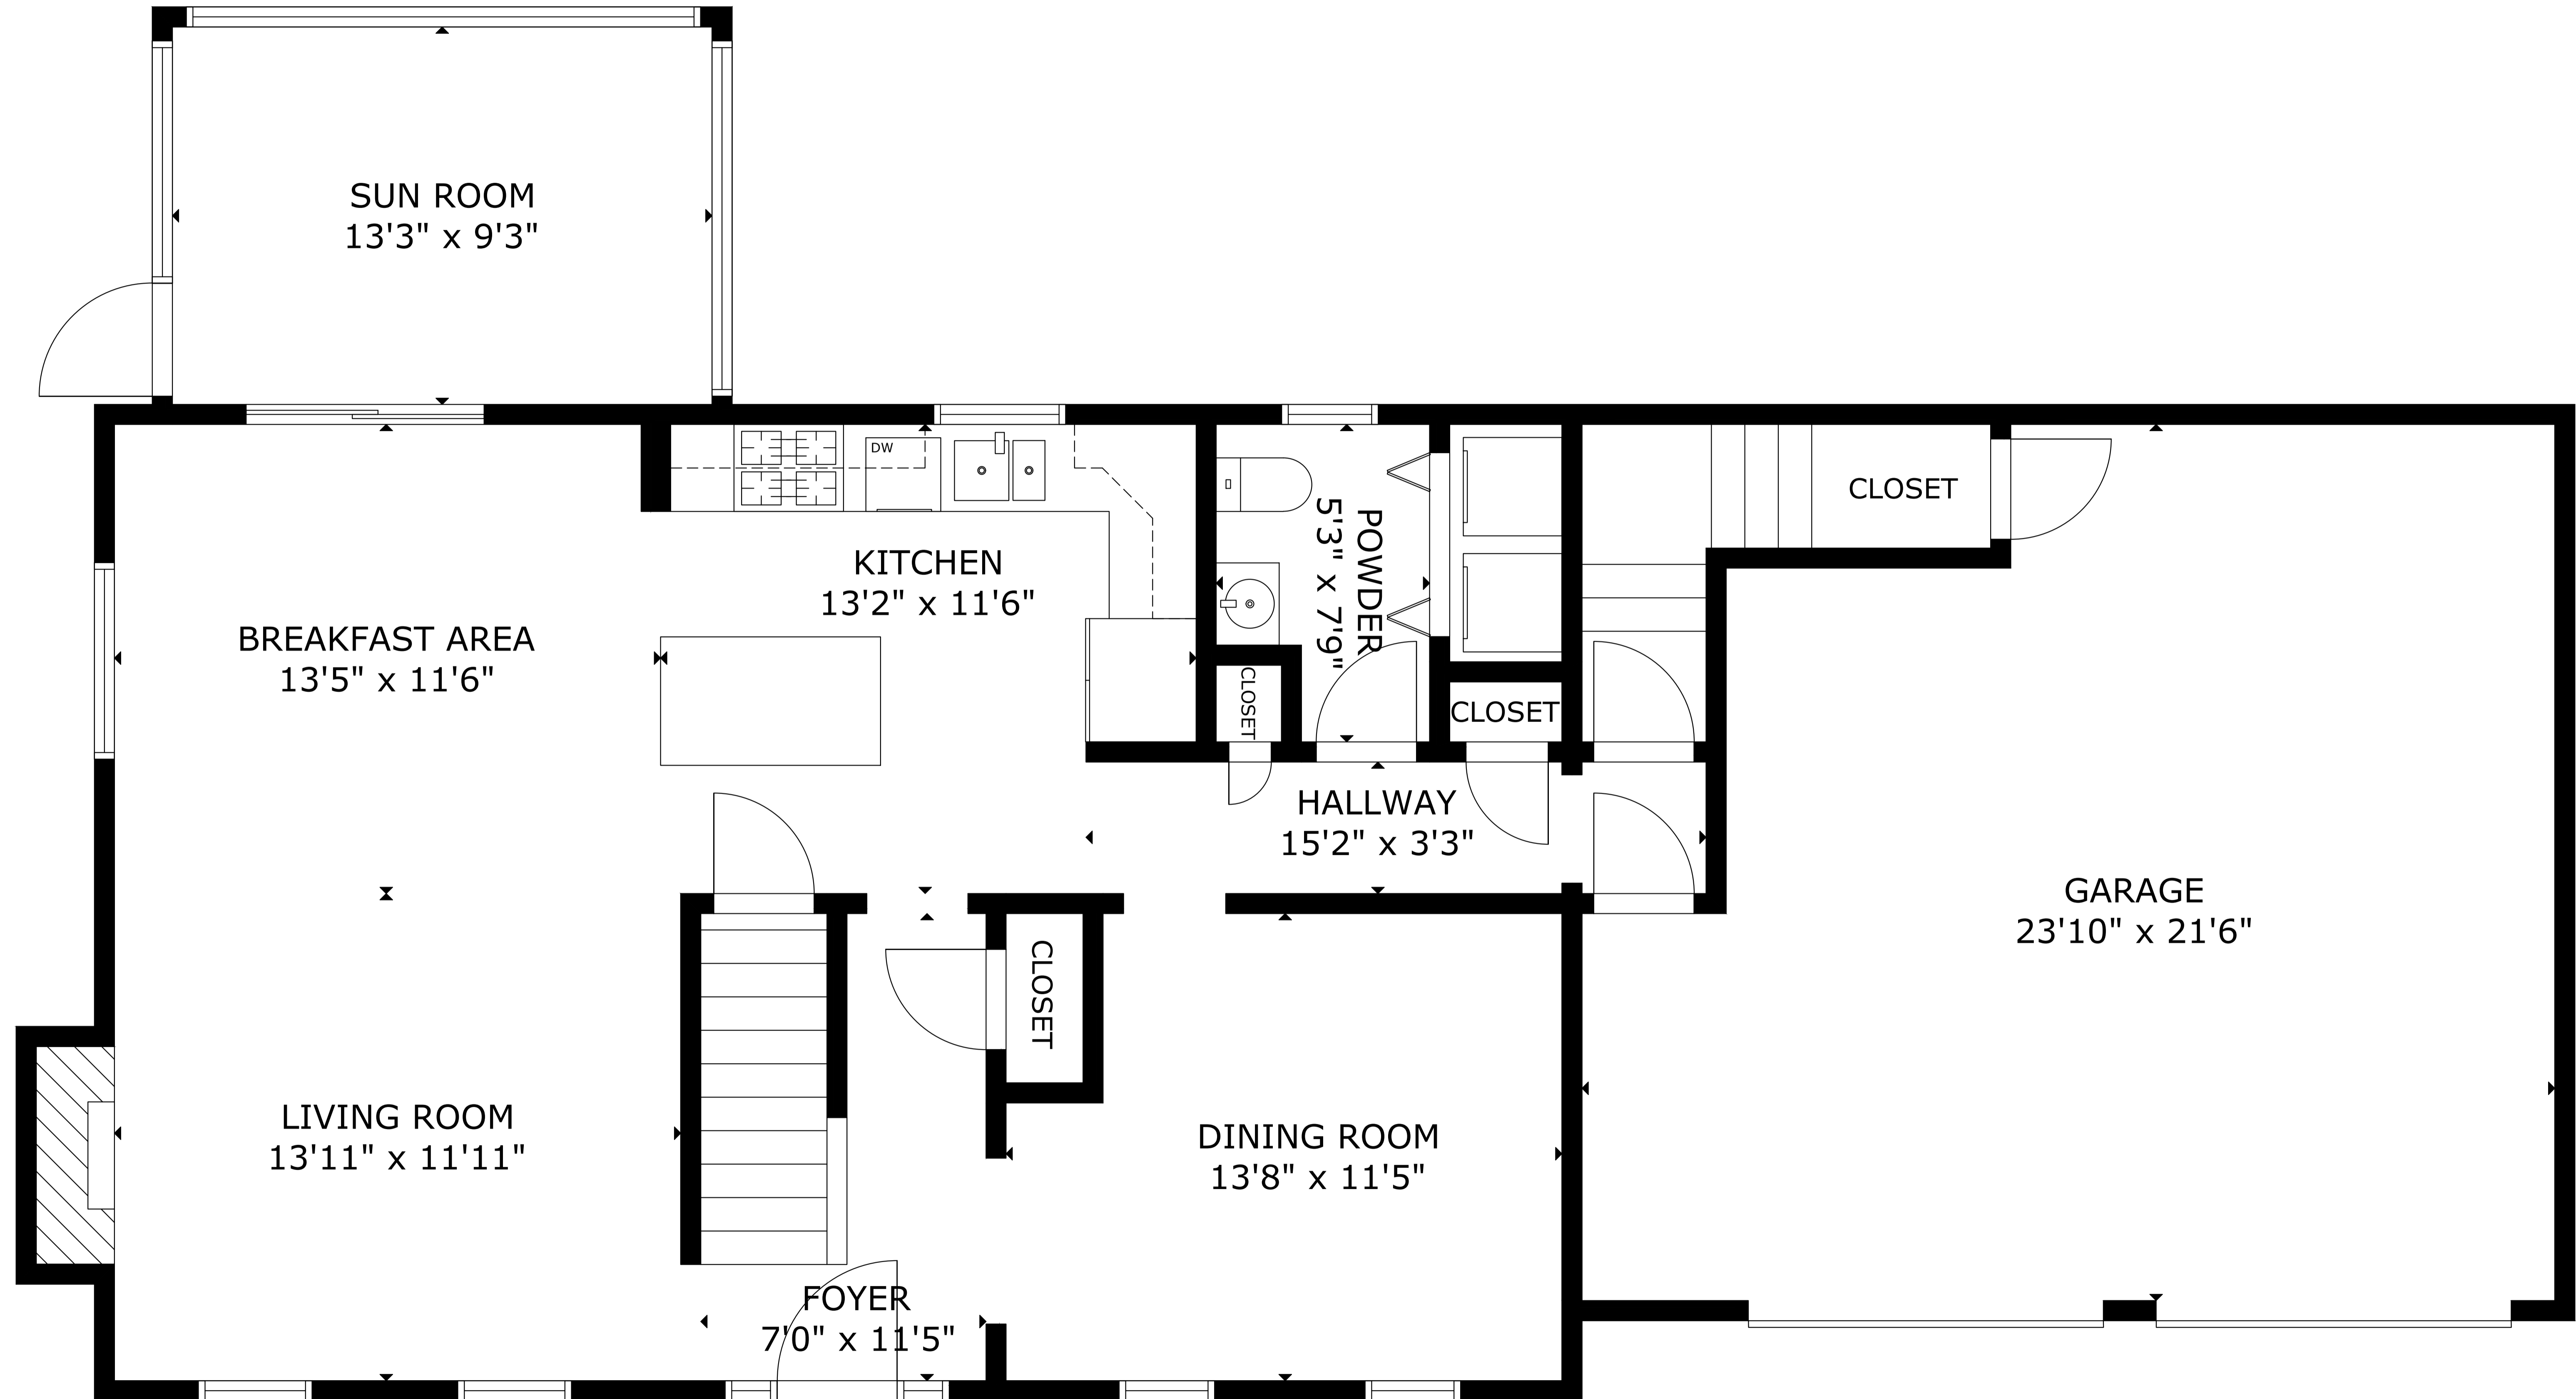 SUN ROOM
13'3" x 9'3"
DW
CLOSET
KITCHEN
13'2" x 11'6"
POWDER
5'3" x 7'9"
BREAKFAST AREA
13'5" x 11'6"
CLOSET
CLOSET
HALLWAY
15'2" x 3'3"
GARAGE
23'10" x 21'6"
CLOSET
LIVING ROOM
13'11" x 11'11"
DINING ROOM
13'8" x 11'5"
FOYER
7'0" x 11'5"